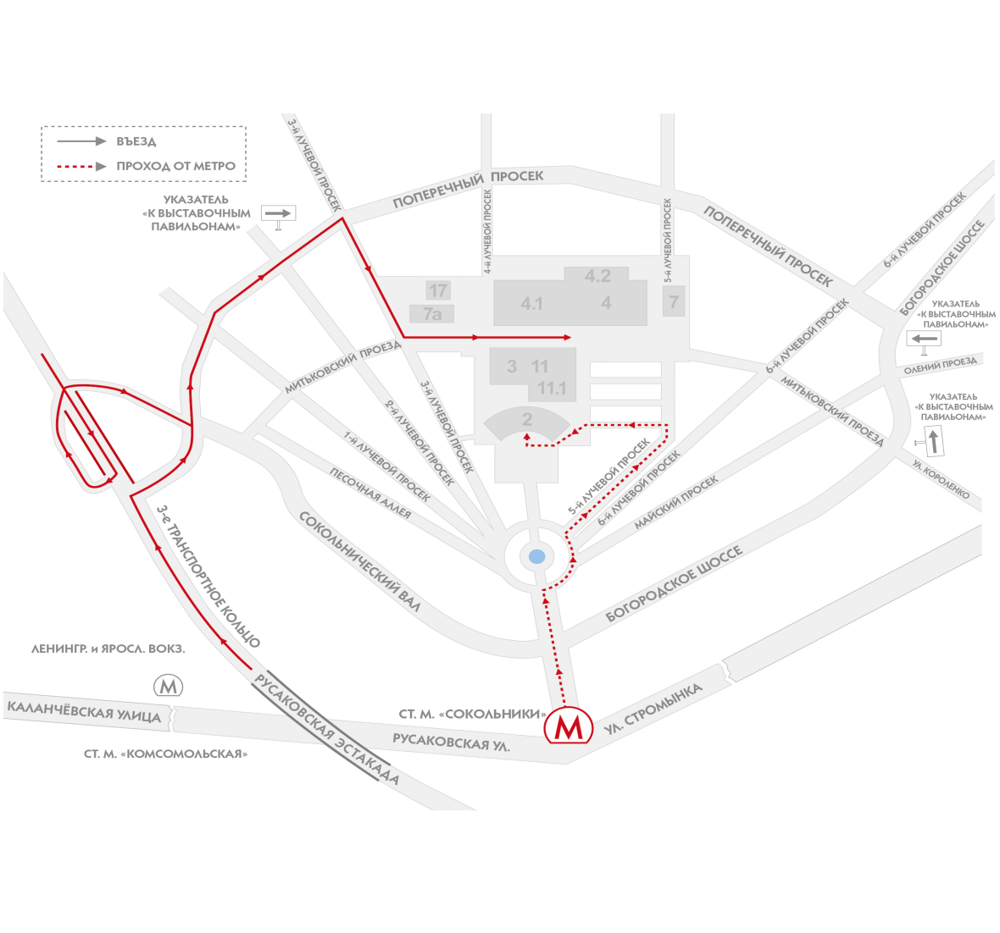 ВЪЕЗД
ПРОХОД ОТ МЕТРО
УКАЗАТЕЛЬ
«К ВЫСТАВОЧНЫМ
ПАВИЛЬОНАМ»
3-й ЛУЧЕВОЙ ПРОСЕК
ПОПЕРЕЧНЫЙ ПРОСЕК
4-й ЛУЧЕВОЙ ПРОСЕК
5-й ЛУЧЕВОЙ ПРОСЕК
ПОПЕРЕЧНЫЙ ПРОСЕК
6-й ЛУЧЕВОЙ ПРОСЕК
БОГОРОДСКОЕ ШОССЕ
УКАЗАТЕЛЬ
«К ВЫСТАВОЧНЫМ
ПАВИЛЬОНАМ»
17
7а
4.2
4.1
4
7
3
11
11.1
2
МИТЬКОВСКИЙ ПРОЕЗД
6-й ЛУЧЕВОЙ ПРОСЕК
ОЛЕНИЙ ПРОЕЗД
МИТЬКОВСКИЙ ПРОЕЗД
УКАЗАТЕЛЬ
«К ВЫСТАВОЧНЫМ
ПАВИЛЬОНАМ»
УЛ. КОРОЛЕНКО
3-й ЛУЧЕВОЙ ПРОСЕК
2-й ЛУЧЕВОЙ ПРОСЕК
1-й ЛУЧЕВОЙ ПРОСЕК
ПЕСОЧНАЯ АЛЛЕЯ
5-й ЛУЧЕВОЙ ПРОСЕК
6-й ЛУЧЕВОЙ ПРОСЕК
МАЙСКИЙ ПРОСЕК
3-е ТРАНСПОРТНОЕ КОЛЬЦО
СОКОЛЬНИЧЕСКИЙ ВАЛ
БОГОРОДСКОЕ ШОССЕ
ЛЕНИНГР. и ЯРОСЛ. ВОКЗ.
М
КАЛАНЧЁВСКАЯ УЛИЦА
СТ. М. «КОМСОМОЛЬСКАЯ»
РУСАКОВСКАЯ ЭСТАКАДА
СТ. М. «СОКОЛЬНИКИ»
М
РУСАКОВСКАЯ УЛ.
УЛ. СТРОМЫНКА